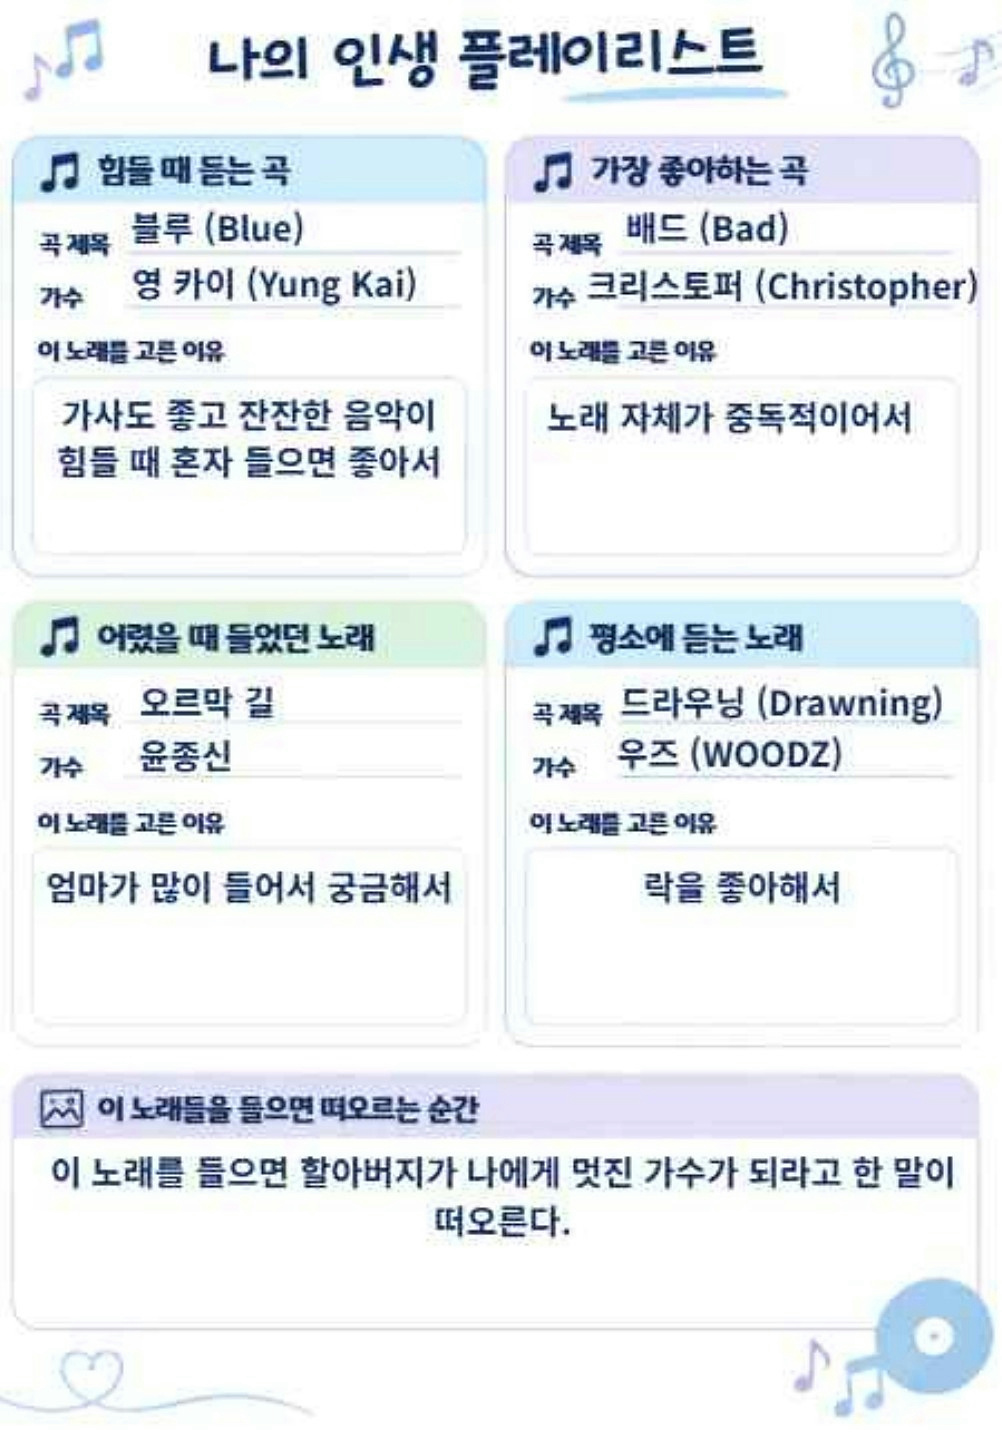 나의 인생 플레이리스트
힘들 때 듣는 곡
곡 제목 블루 (Blue)
가수 영 카이 (Yung Kai)
이 노래를 고른 이유
가사도 좋고 잔잔한 음악이
힘들 때 혼자 들으면 좋아서
가장 좋아하는 곡
곡 제목 배드 (Bad)
가수 크리스토퍼 (Christopher)
이 노래를 고른 이유
노래 자체가 중독적이어서
어렸을 때 들었던 노래
곡 제목 오르막 길
가수 윤종신
이 노래를 고른 이유
엄마가 많이 들어서 궁금해서
평소에 듣는 노래
곡 제목 드라우닝 (Drawning)
가수 우즈 (WOODZ)
이 노래를 고른 이유
락을 좋아해서
이 노래들을 들으면 떠오르는 순간
이 노래를 들으면 할아버지가 나에게 멋진 가수가 되라고 한 말이
떠오른다.